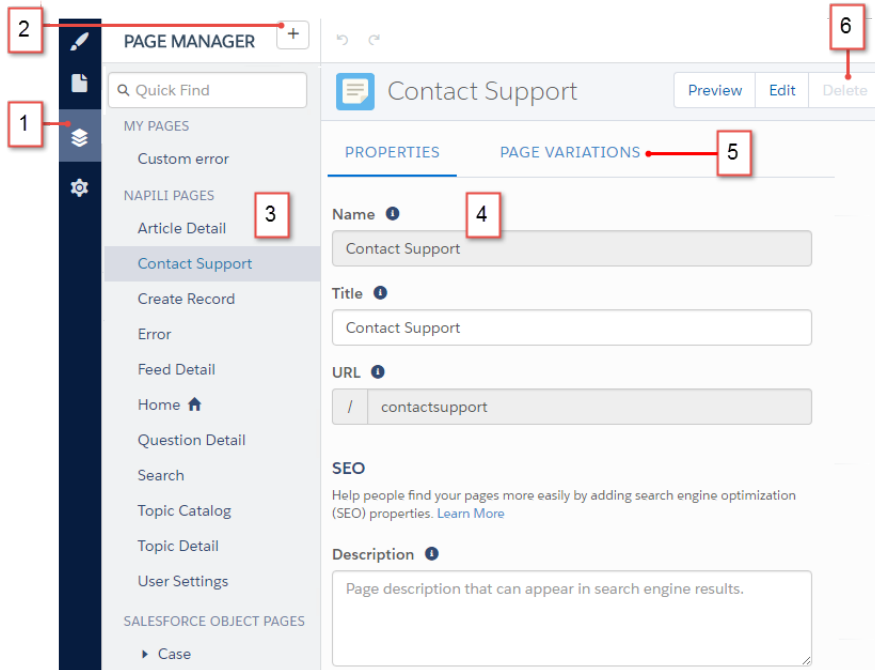 2
6
PAGE MANAGER
+
Quick Find
Contact Support
Preview
Edit
Delete
1
MY PAGES
Custom error
PROPERTIES
PAGE VARIATIONS
5
NAPILI PAGES
3
4
Article Detail
Contact Support
Create Record
Error
Feed Detail
Home
Question Detail
Search
Topic Catalog
Topic Detail
User Settings
SALESFORCE OBJECT PAGES
Case
Name
Contact Support
Title
Contact Support
URL
/ contactsupport
SEO
Help people find your pages more easily by adding search engine optimization
(SEO) properties. Learn More
Description
Page description that can appear in search engine results.